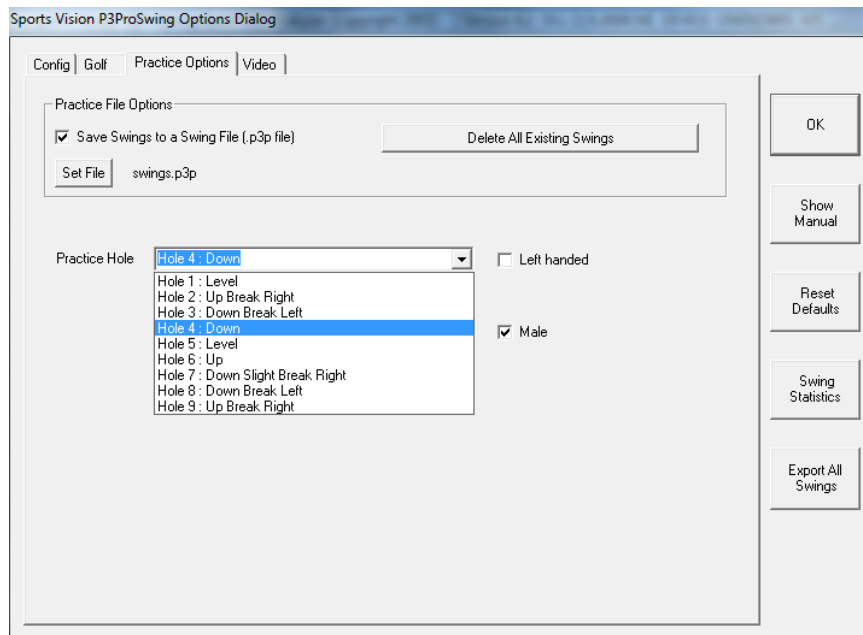 Sports Vision P3ProSwing Options Dialog
Config Golf Practice Options Video
Practice File Options
Save Swings to a Swing File (.p3p file)
Delete All Existing Swings
Set File swings.p3p
OK
Show
Manual
Practice Hole Hole 4 : Down
Left handed
Hole 1 : Level
Hole 2 : Up Break Right
Hole 3 : Down Break Left
Hole 4 : Down
Hole 5 : Level
Hole 6 : Up
Hole 7 : Down Slight Break Right
Hole 8 : Down Break Left
Hole 9 : Up Break Right
Male
Reset
Defaults
Swing
Statistics
Export All
Swings